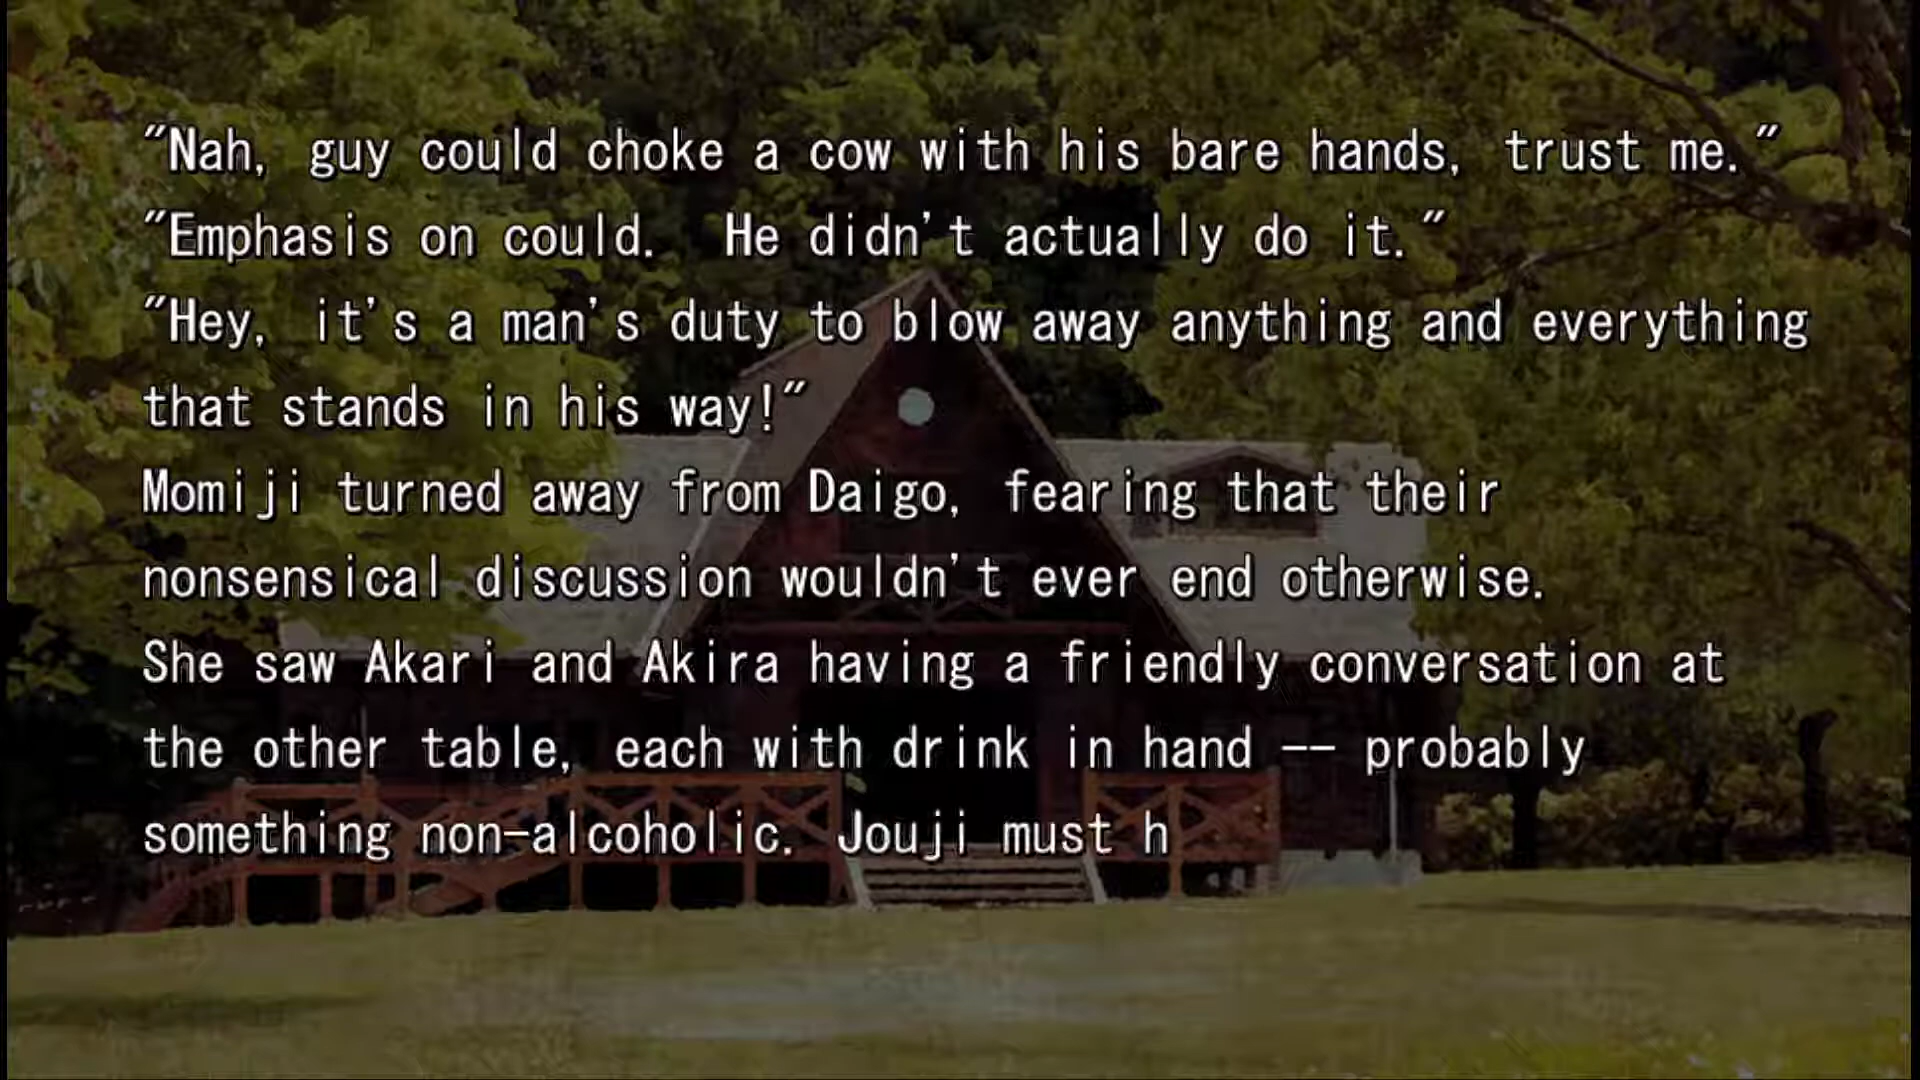 "Nah, guy could choke a cow with his bare hands, trust me."
"Emphasis on could.  He didn't actually do it."
"Hey, it's a man's duty to blow away anything and everything
that stands in his way!"
Momiji turned away from Daigo, fearing that their
nonsensical discussion wouldn't ever end otherwise.
She saw Akari and Akira having a friendly conversation at
the other table, each with drink in hand -- probably
something non-alcoholic. Jouji must h